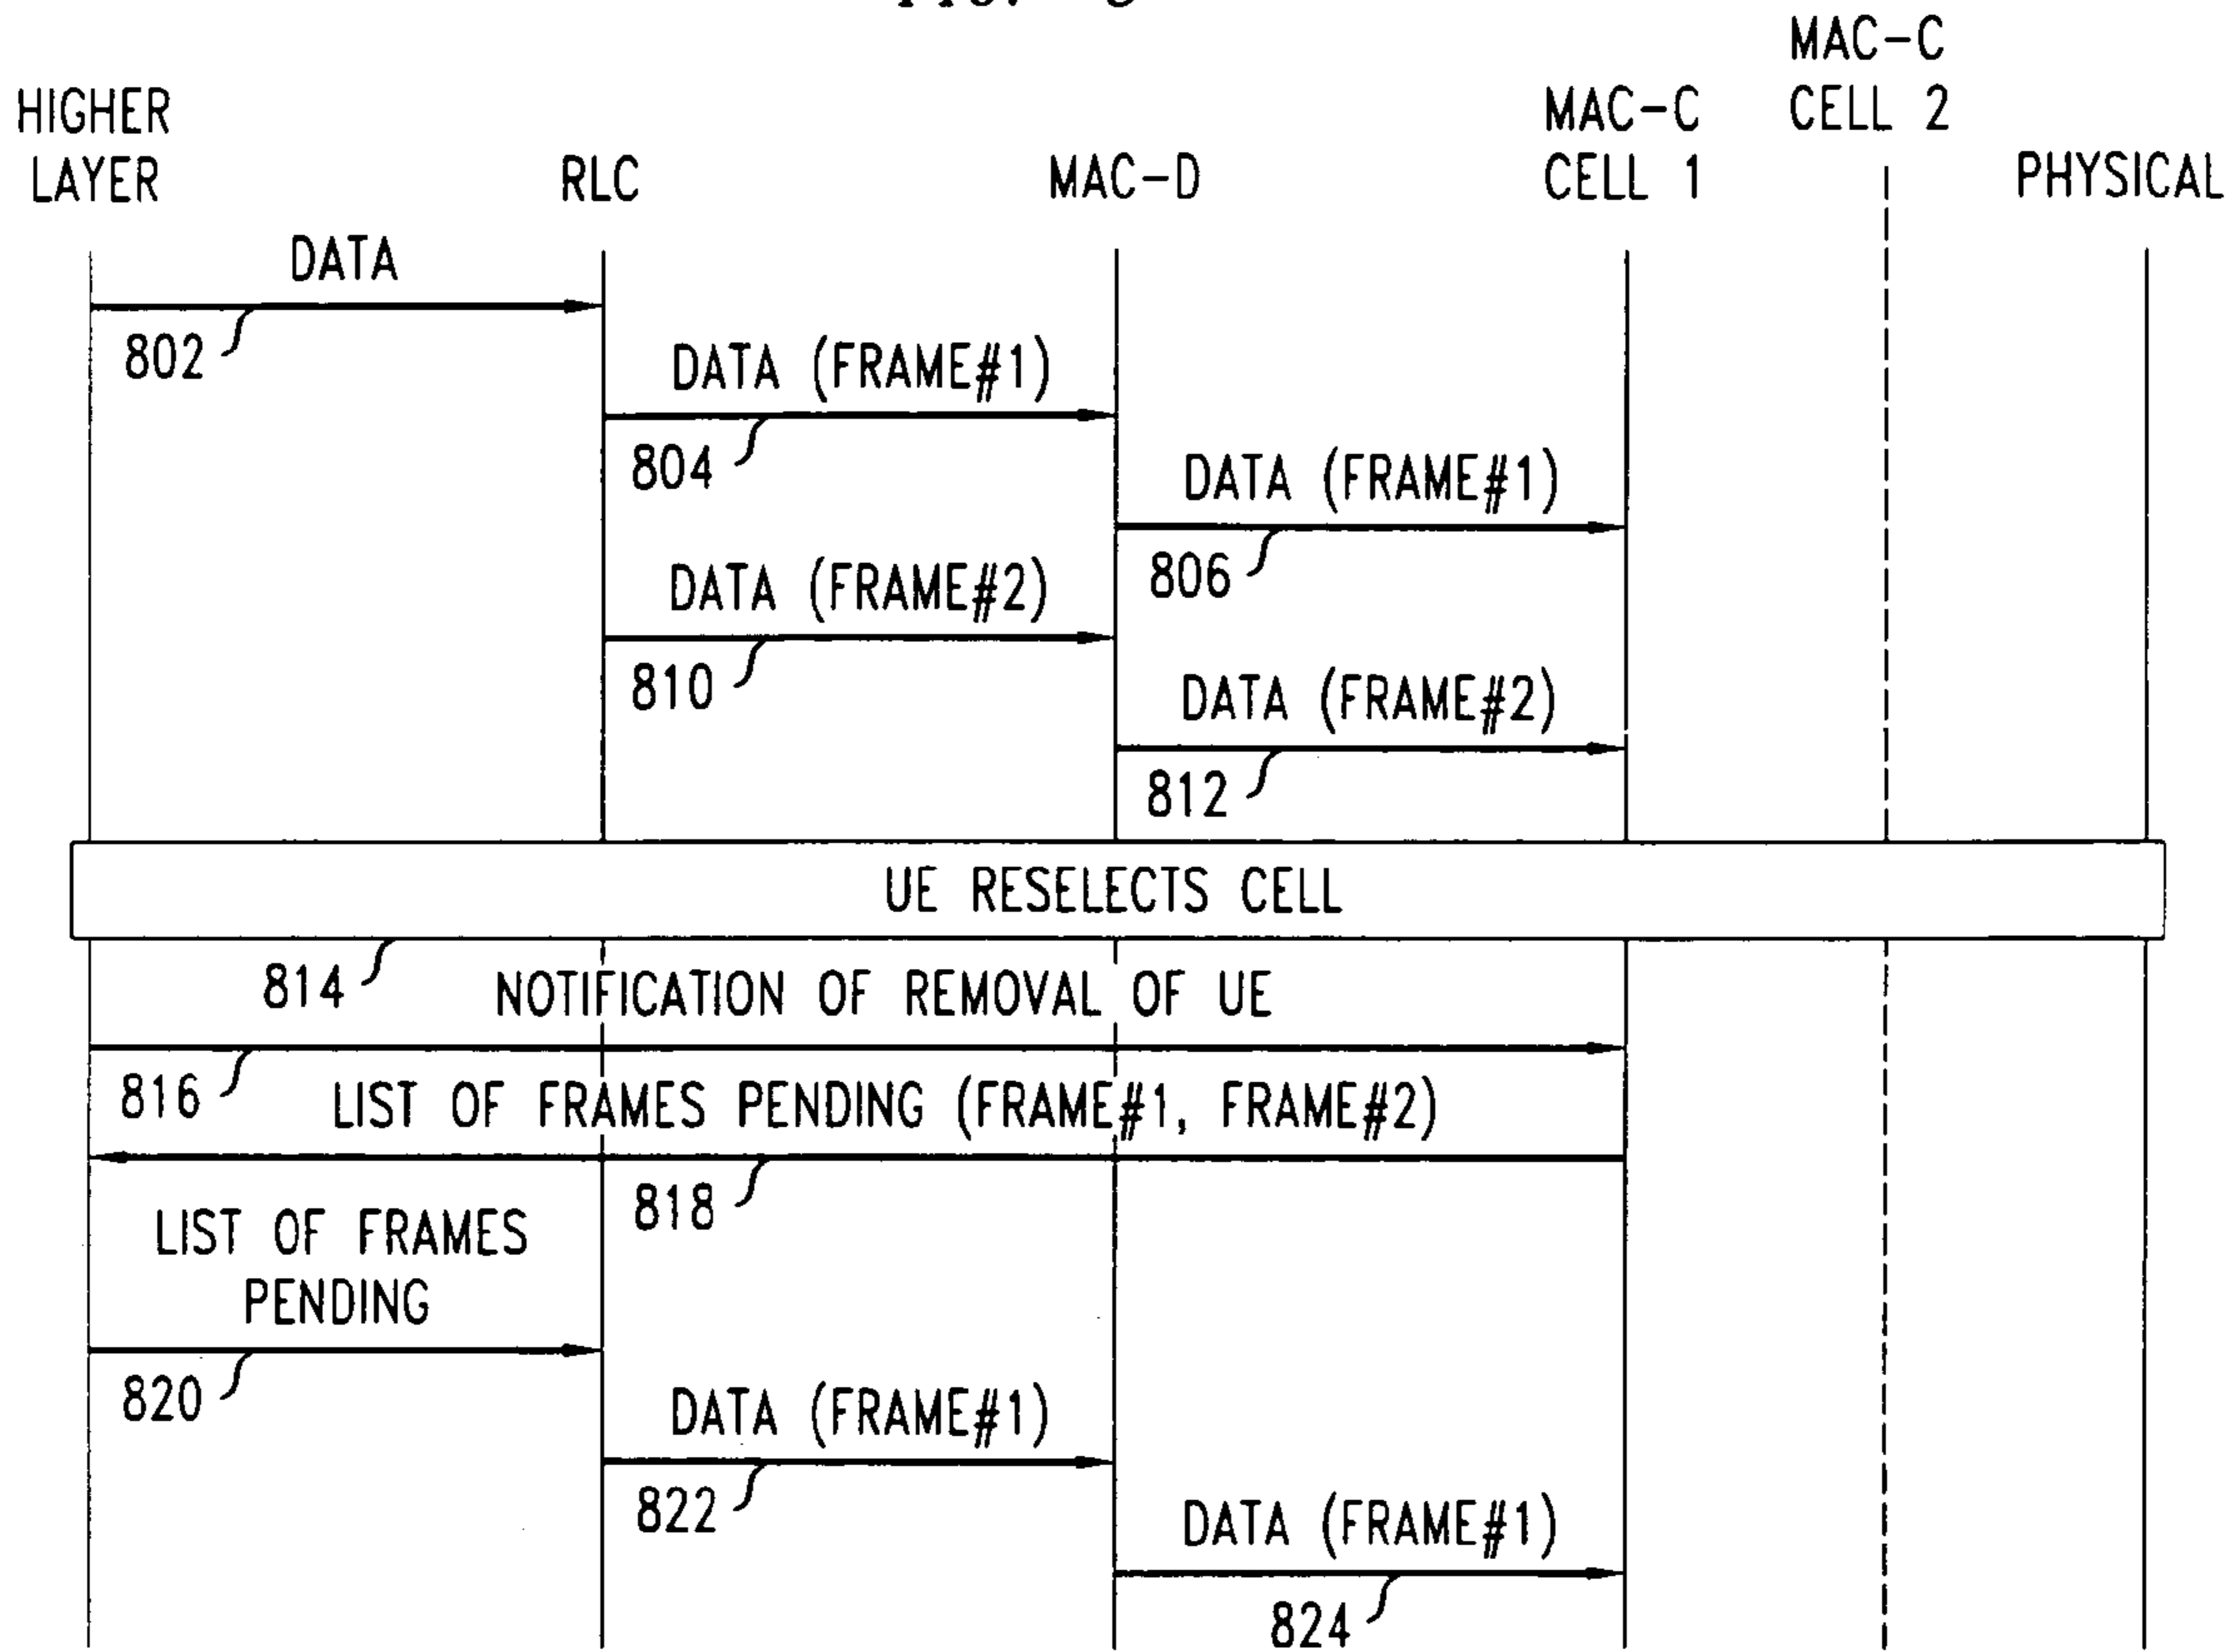 MAC-C
CELL 2
HIGHER
LAYER
RLC
MAC-D
MAC-C
CELL 1
PHYSICAL
DATA
802
DATA (FRAME#1)
804
DATA (FRAME#1)
806
DATA (FRAME#2)
810
DATA (FRAME#2)
812
UE RESELECTS CELL
814
NOTIFICATION OF REMOVAL OF UE
816
LIST OF FRAMES PENDING (FRAME#1, FRAME#2)
818
LIST OF FRAMES
PENDING
820
DATA (FRAME#1)
822
DATA (FRAME#1)
824